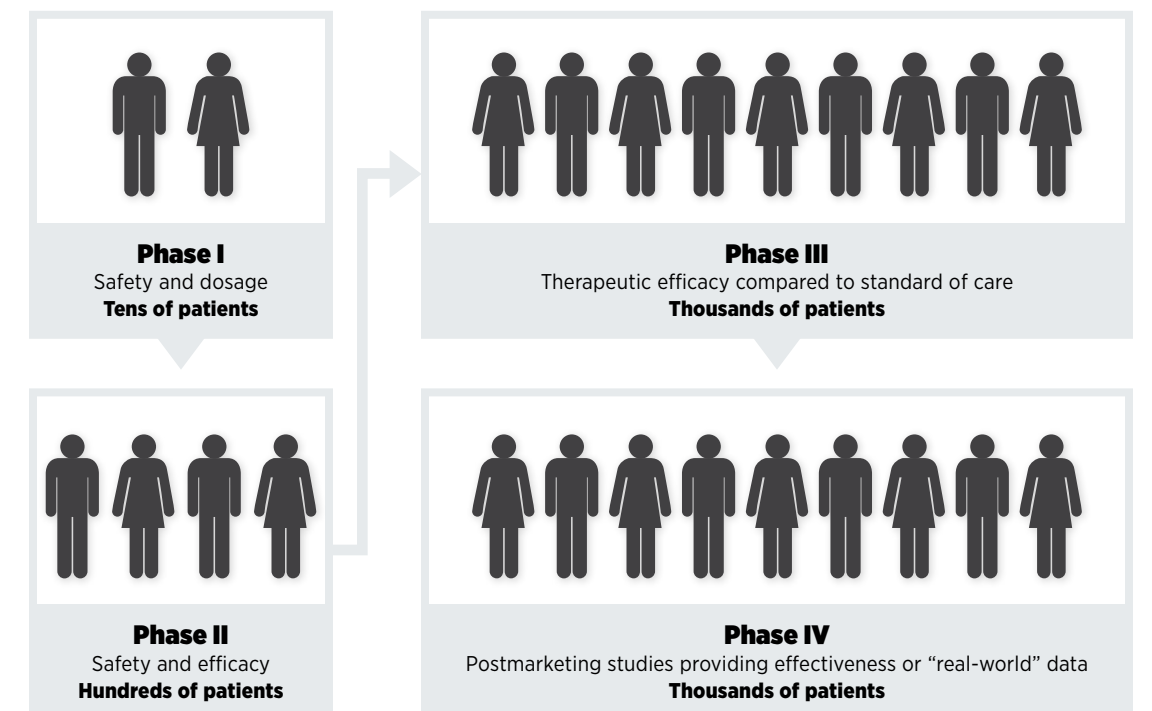 Phase I
Safety and dosage
Tens of patients
Phase II
Safety and efficacy
Hundreds of patients
Phase III
Therapeutic efficacy compared to standard of care
Thousands of patients
Phase IV
Postmarketing studies providing effectiveness or “real-world” data
Thousands of patients